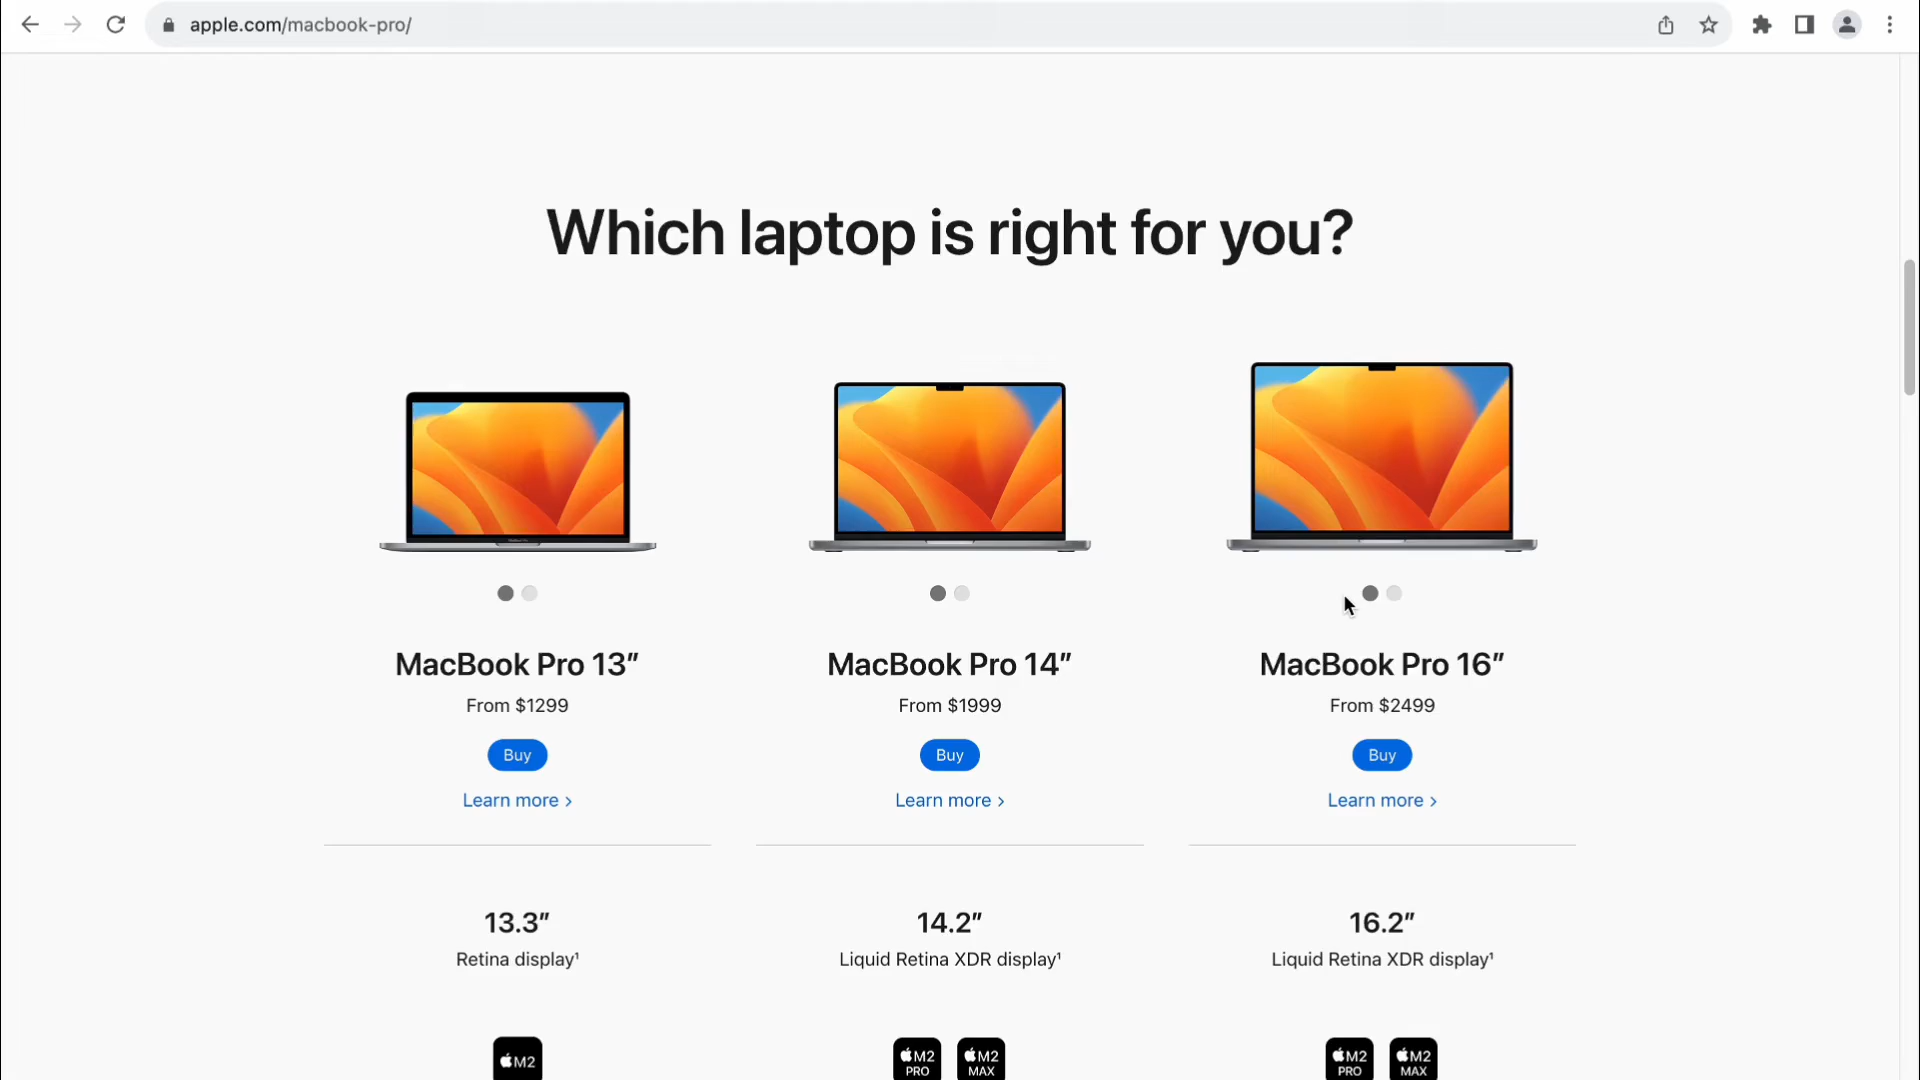 apple.com/macbook-pro/
Which laptop is right for you?
MacBook Pro 13″
From $1299
Buy
Learn more ›
13.3″
Retina display¹
M2
MacBook Pro 14″
From $1999
Buy
Learn more ›
14.2″
Liquid Retina XDR display¹
M2 PRO
M2 MAX
MacBook Pro 16″
From $2499
Buy
Learn more ›
16.2″
Liquid Retina XDR display¹
M2 PRO
M2 MAX